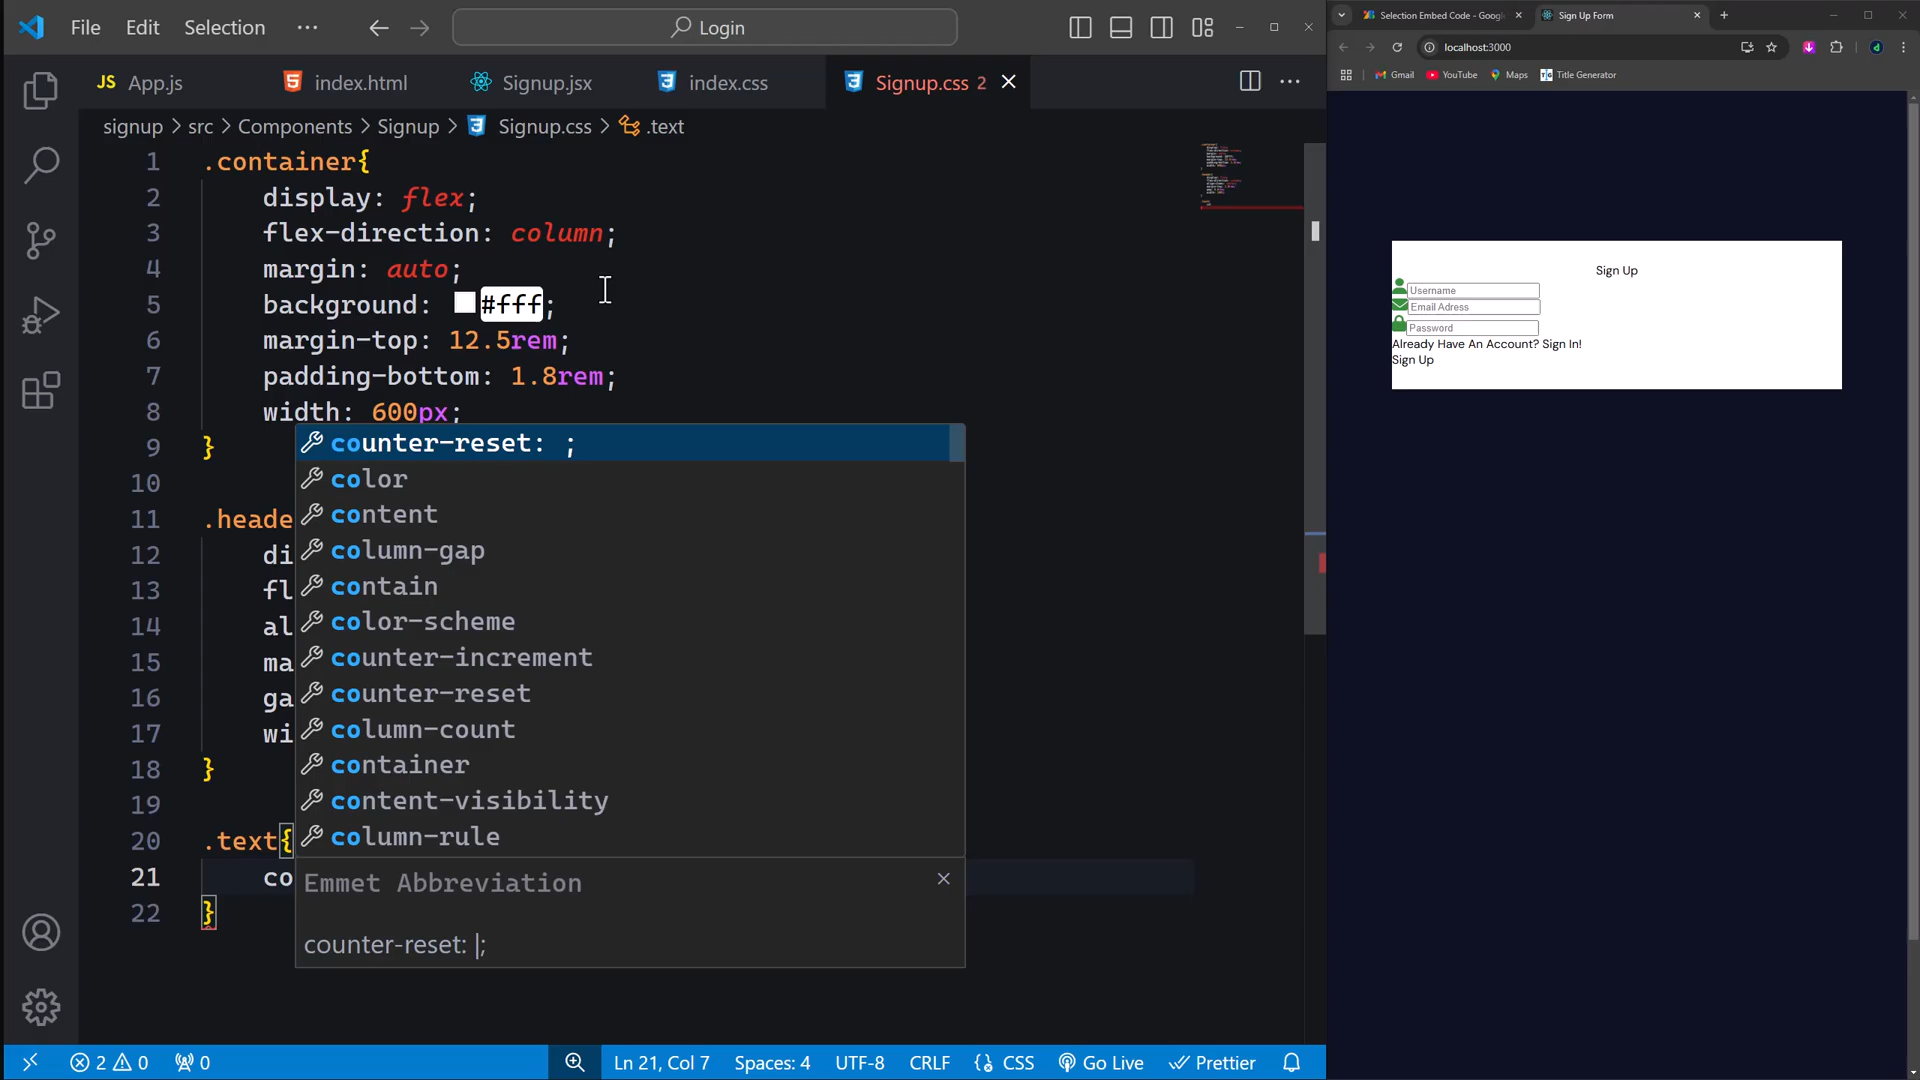 File Edit Selection ··· Login
App.js index.html Signup.jsx index.css Signup.css 2
signup > src > Components > Signup > Signup.css > .text
1 .container{
2 display: flex;
3 flex-direction: column;
4 margin: auto;
5 background: #fff;
6 margin-top: 12.5rem;
7 padding-bottom: 1.8rem;
8 width: 600px;
9 }
10
11 .heade
12 di
13 fl
14 al
15 ma
16 ga
17 wi
18 }
19
20 .text{
21 co
22 }
counter-reset: ;
color
content
column-gap
contain
color-scheme
counter-increment
counter-reset
column-count
container
content-visibility
column-rule
Emmet Abbreviation
counter-reset: |;
2 0 0 Ln 21, Col 7 Spaces: 4 UTF-8 CRLF CSS Go Live Prettier
Selection Embed Code - Googl Sign Up Form
localhost:3000
Gmail YouTube Maps Title Generator
Sign Up
Username
Email Adress
Password
Already Have An Account? Sign In!
Sign Up